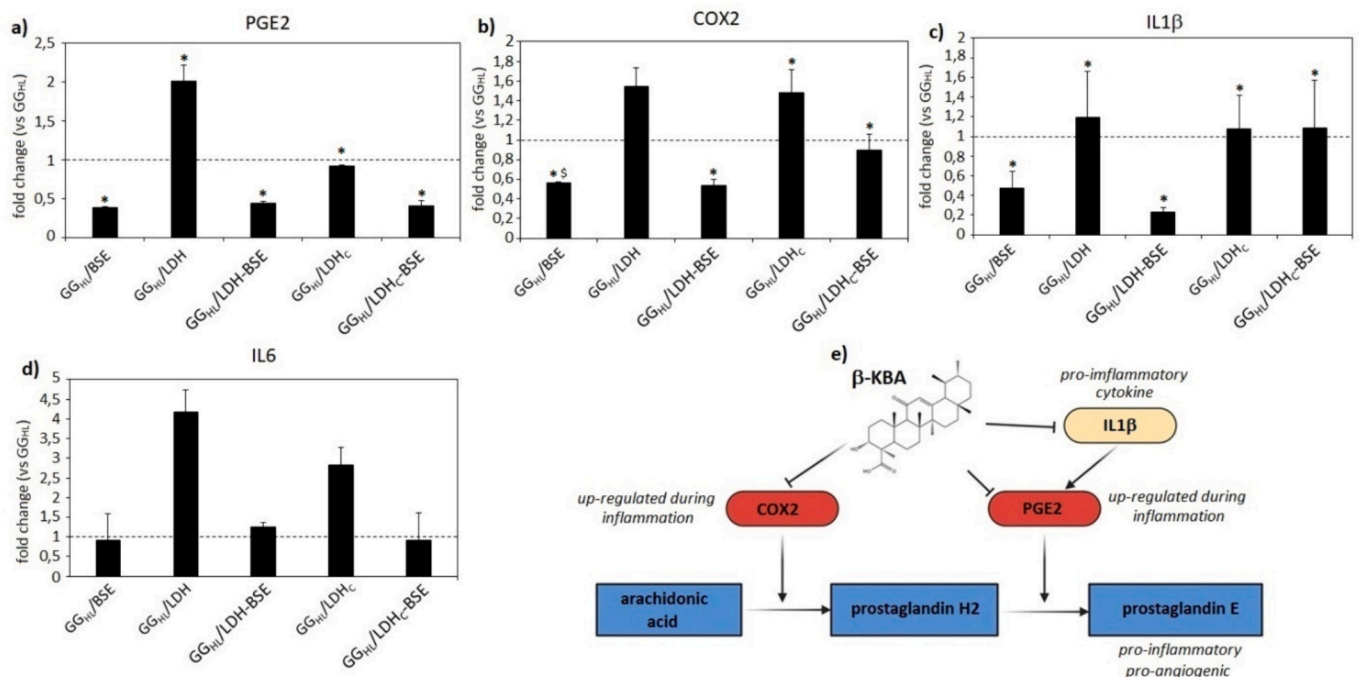 a)
PGE2
fold change (vs GGHL)
2,5
2
1,5
1
0,5
0
*
*
*
*
*
GGHL/BSE
GGHL/LDH
GGHL/LDH-BSE
GGHL/LDHC
GGHL/LDHC-BSE
b)
COX2
fold change (vs GGHL)
2
1,8
1,6
1,4
1,2
1
0,8
0,6
0,4
0,2
0
* $
*
*
GGHL/BSE
GGHL/LDH
GGHL/LDH-BSE
GGHL/LDHC
GGHL/LDHC-BSE
c)
IL1β
fold change (vs GGHL)
2
1,8
1,6
1,4
1,2
1
0,8
0,6
0,4
0,2
0
*
*
*
*
*
GGHL/BSE
GGHL/LDH
GGHL/LDH-BSE
GGHL/LDHC
GGHL/LDHC-BSE
d)
IL6
fold change (vs GGHL)
5
4,5
4
3,5
3
2,5
1
0,5
0
GGHL/BSE
GGHL/LDH
GGHL/LDH-BSE
GGHL/LDHC
GGHL/LDHC-BSE
e)
β-KBA
HO
HO
O
O
pro-imflammatory
cytokine
IL1β
up-regulated during
inflammation
COX2
PGE2
up-regulated during
inflammation
arachidonic
acid
prostaglandin H2
prostaglandin E
pro-inflammatory
pro-angiogenic